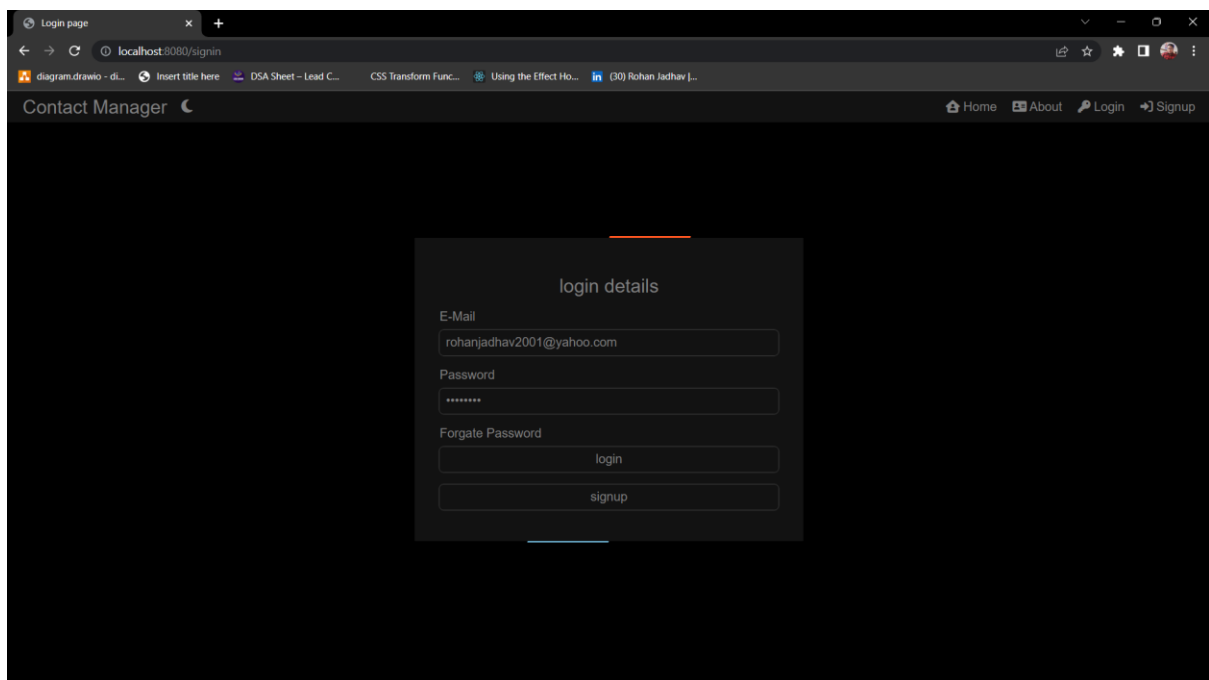 Login page
localhost:8080/signin
diagram.drawio - di... Insert title here DSA Sheet – Lead C... CSS Transform Func... Using the Effect Ho... in (30) Rohan Jadhav |...
Contact Manager Home About Login Signup
login details
E-Mail
rohanjadhav2001@yahoo.com
Password
••••••••
Forgate Password
login
signup